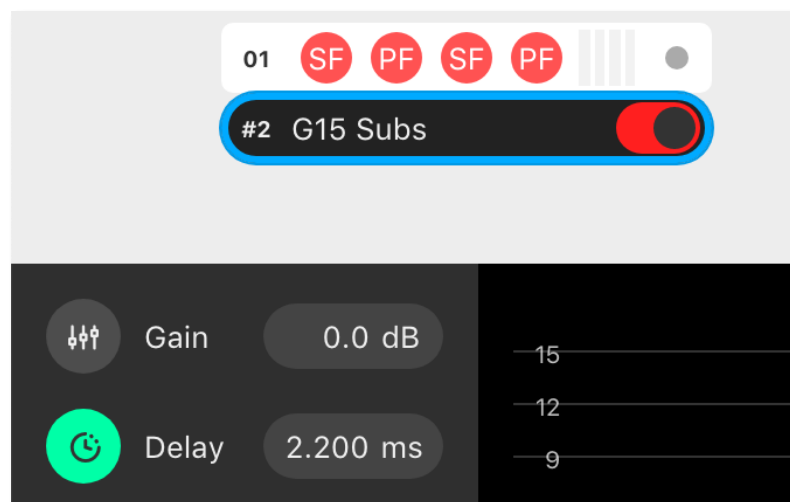 01 SF PF SF PF
#2 G15 Subs
Gain 0.0 dB
15
12
Delay 2.200 ms
9